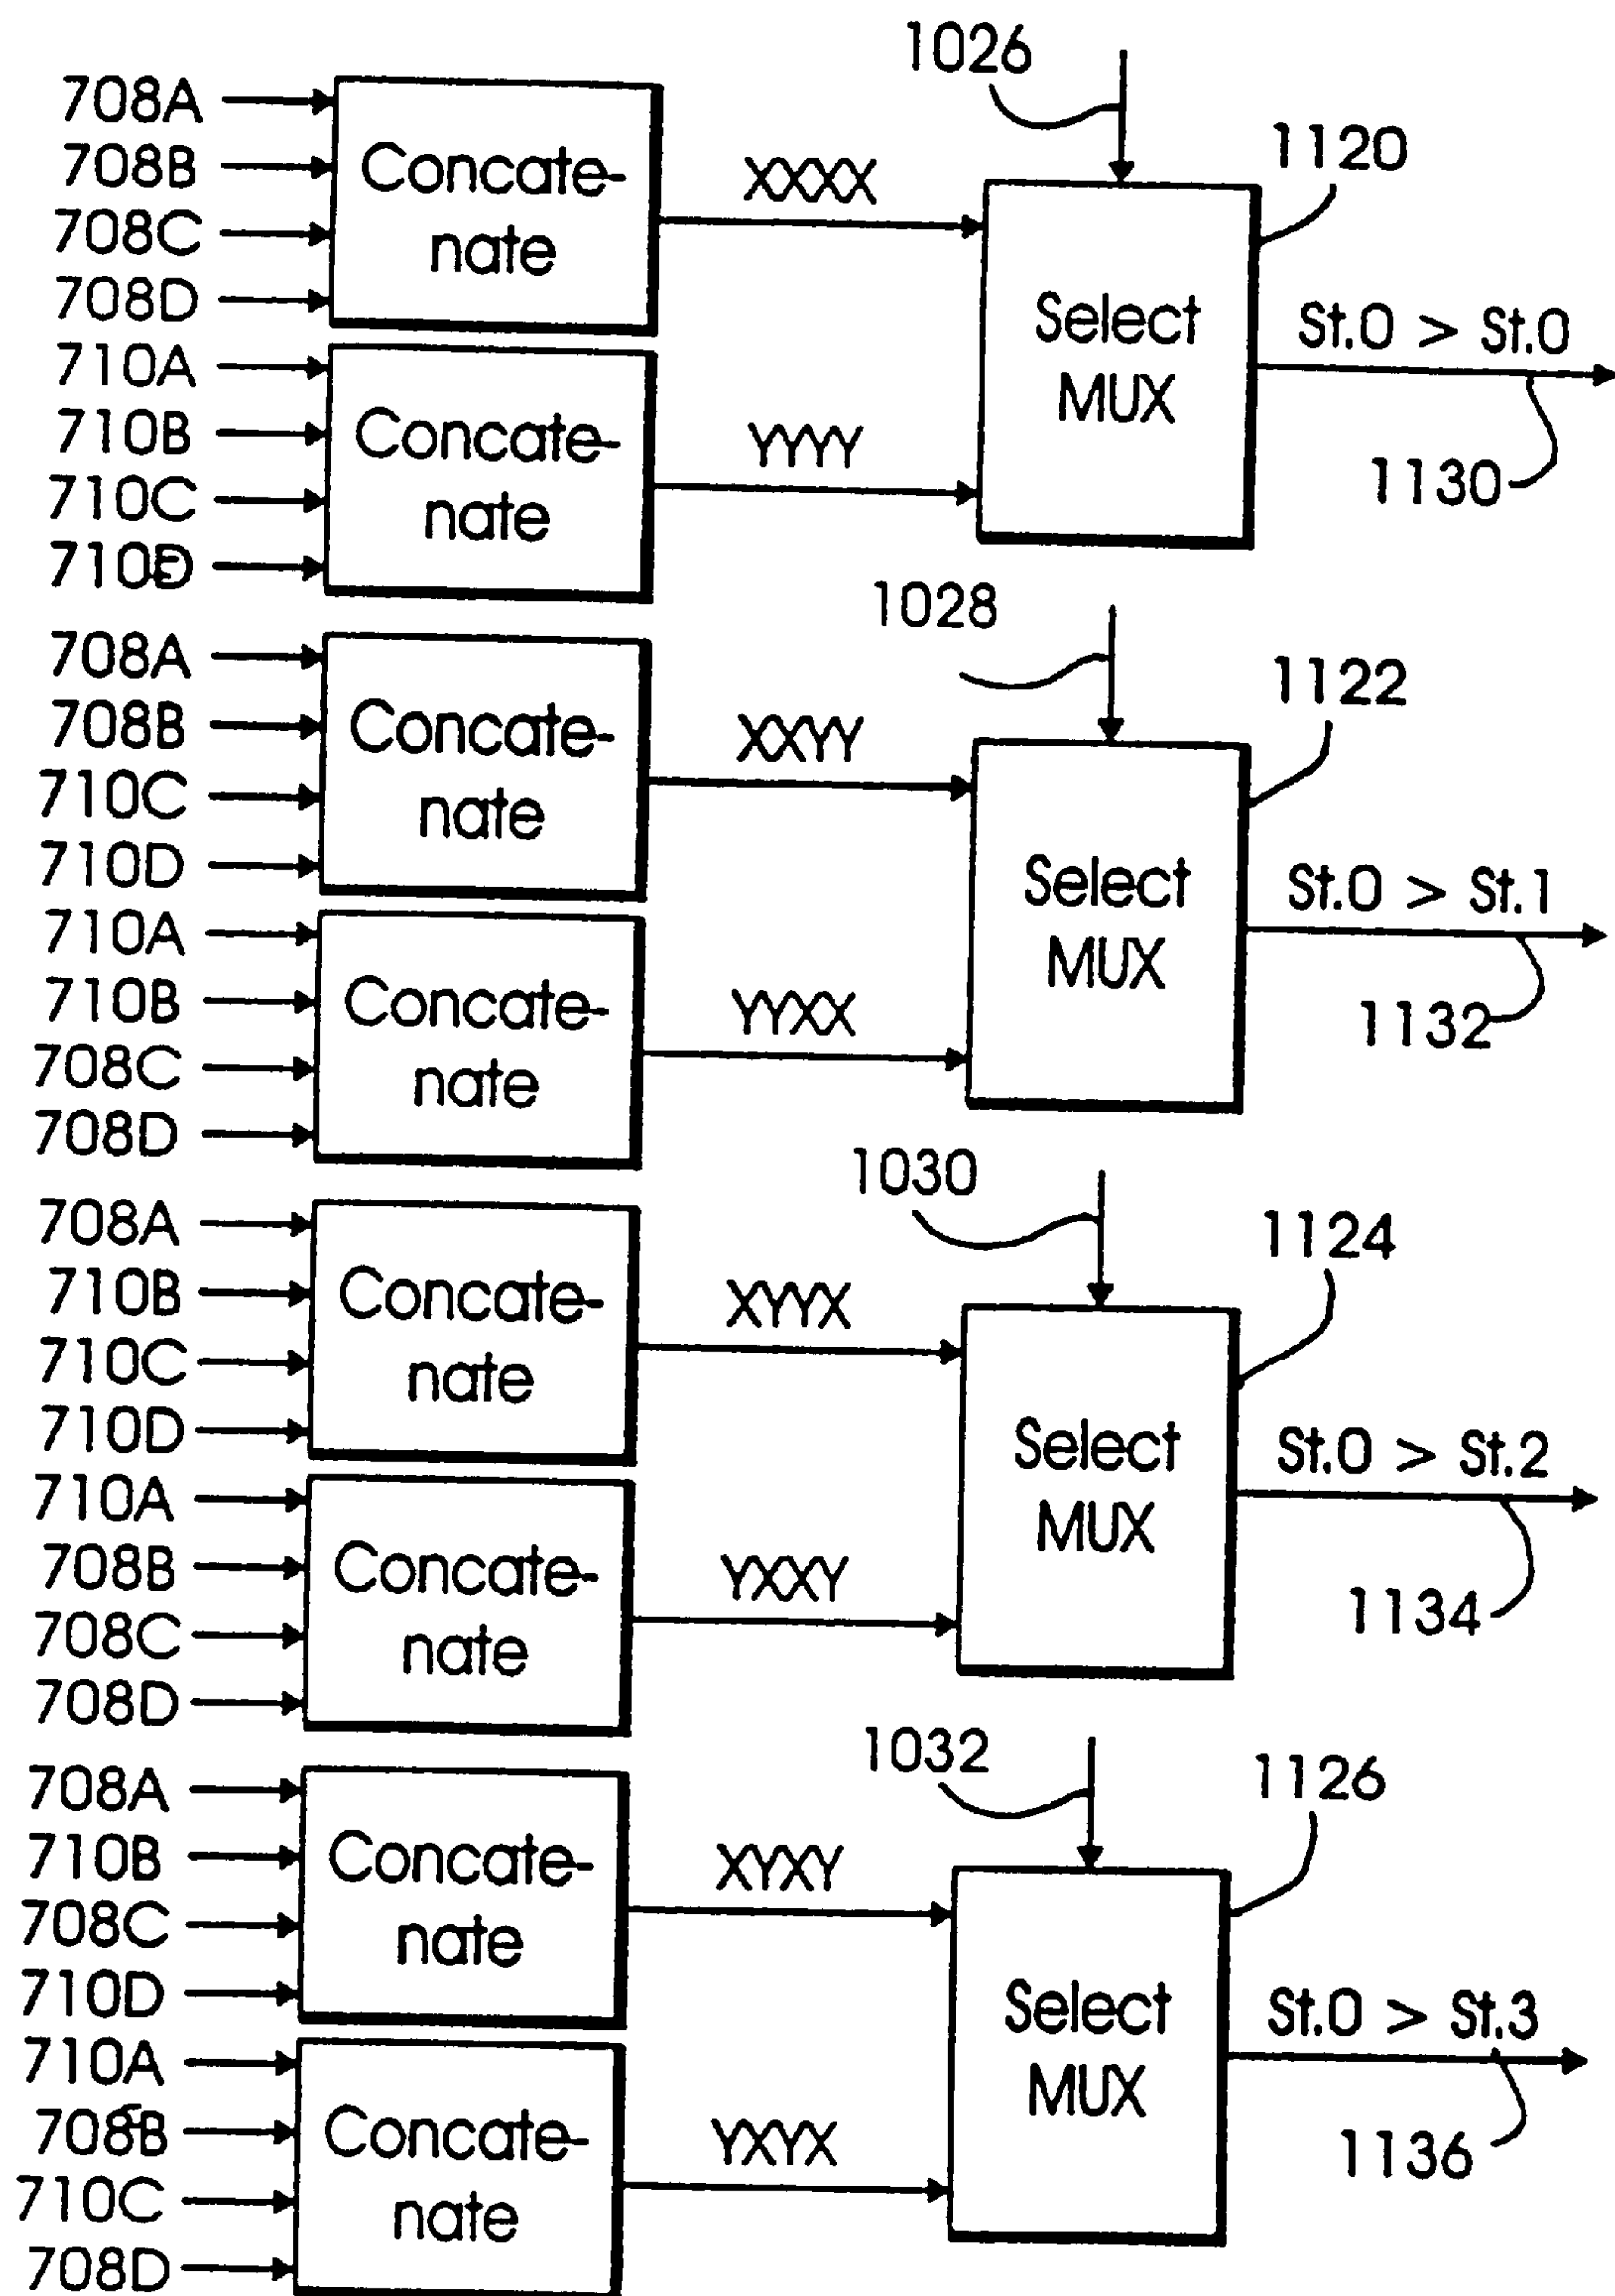 1026
708A
708B
708C
708D
Concate-
nate
XXXX
1120
Select
MUX
St.0 > St.0
1130
710A
710B
710C
710D
Concate-
nate
YYYY
1028
708A
708B
710C
710D
Concate-
nate
XXYY
1122
Select
MUX
St.0 > St.1
1132
710A
710B
708C
708D
Concate-
nate
YYXX
1030
708A
710B
710C
710D
Concate-
nate
XYYX
1124
Select
MUX
St.0 > St.2
1134
710A
708B
708C
708D
Concate-
nate
YXXY
1032
708A
710B
708C
710D
Concate-
nate
XYXY
1126
Select
MUX
St.0 > St.3
1136
710A
708B
710C
708D
Concate-
nate
YXYX